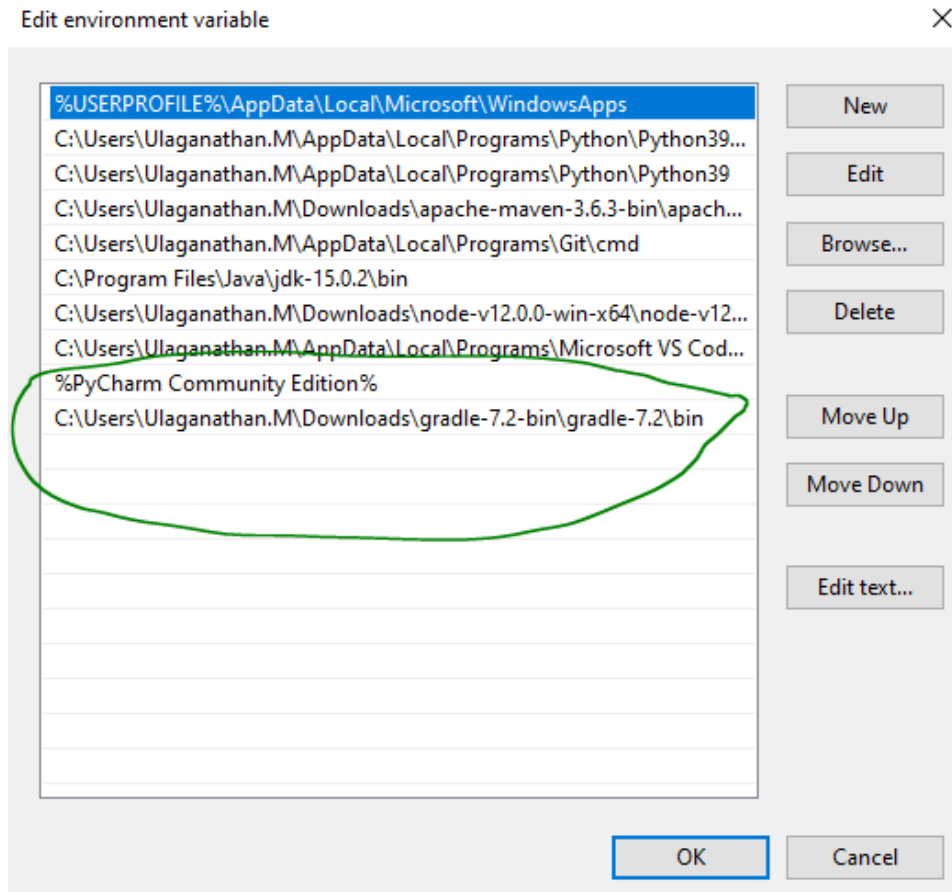 Edit environment variable
%USERPROFILE%\AppData\Local\Microsoft\WindowsApps
New
C:\Users\Ulaganathan.M\AppData\Local\Programs\Python\Python39...
C:\Users\Ulaganathan.M\AppData\Local\Programs\Python\Python39
Edit
C:\Users\Ulaganathan.M\Downloads\apache-maven-3.6.3-bin\apach...
C:\Users\Ulaganathan.M\AppData\Local\Programs\Git\cmd
Browse...
C:\Program Files\Java\jdk-15.0.2\bin
C:\Users\Ulaganathan.M\Downloads\node-v12.0.0-win-x64\node-v12...
Delete
C:\Users\Ulaganathan.M\AppData\Local\Programs\Microsoft VS Cod...
%PyCharm Community Edition%
C:\Users\Ulaganathan.M\Downloads\gradle-7.2-bin\gradle-7.2\bin
Move Up
Move Down
Edit text...
OK
Cancel